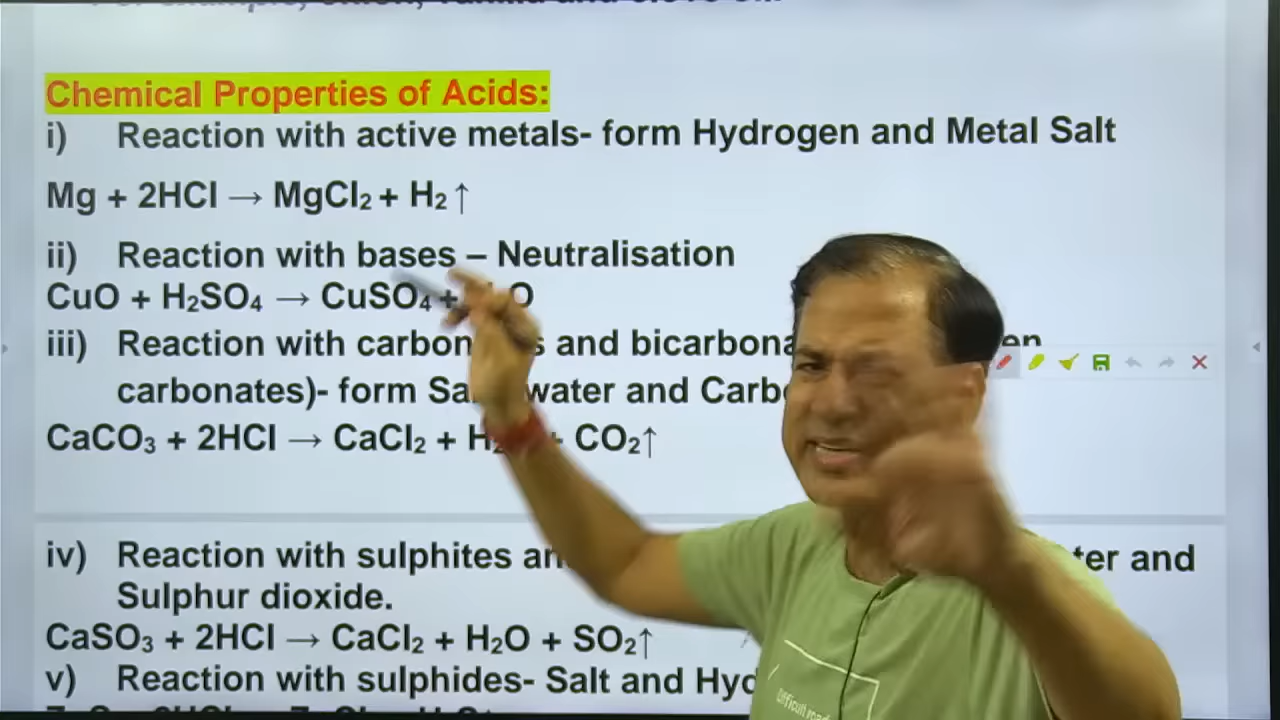 Chemical Properties of Acids:
i) Reaction with active metals- form Hydrogen and Metal Salt
Mg + 2HCl → MgCl₂ + H₂ ↑
ii) Reaction with bases – Neutralisation
CuO + H₂SO₄ → CuSO₄ + O
iii) Reaction with and
carbonates)- form water and
CaCO₃ + 2HCl → CaCl₂ + CO₂↑
iv) Reaction with sulphites and
Sulphur dioxide.
CaSO₃ + 2HCl → CaCl₂ + H₂O + SO₂↑
v) Reaction with sulphides- Salt and
Difficult road